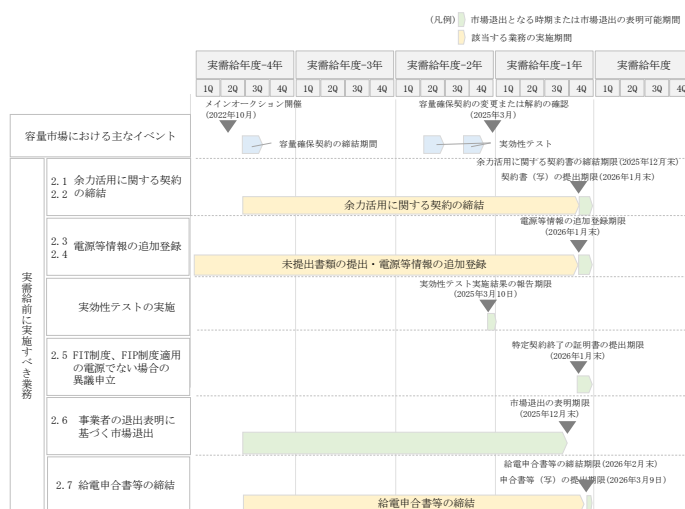 (凡例) 市場退出となる時期または市場退出の表明可能期間
該当する業務の実施期間
実需給年度-4年 実需給年度-3年 実需給年度-2年 実需給年度-1年 実需給年度
1Q 2Q 3Q 4Q 1Q 2Q 3Q 4Q 1Q 2Q 3Q 4Q 1Q 2Q 3Q 4Q 1Q 2Q 3Q 4Q
メインオークション開催
(2022年10月)
容量確保契約の変更または解約の確認
(2025年3月)
容量市場における主なイベント
容量確保契約の締結期間
実効性テスト
実需給前に実施すべき業務
余力活用に関する契約書の締結期限(2025年12月末)
契約書（写）の提出期限(2026年1月末)
2.1 余力活用に関する契約
2.2 の締結
余力活用に関する契約の締結
電源等情報の追加登録期限
(2026年1月末)
2.3
2.4 電源等情報の追加登録
未提出書類の提出・電源等情報の追加登録
実効性テスト実施結果の報告期限
(2025年3月10日)
実効性テストの実施
特定契約終了の証明書の提出期限
(2026年1月末)
2.5 FIT制度、FIP制度適用
の電源でない場合の
異議申立
市場退出の表明期限
(2025年12月末)
2.6 事業者の退出表明に
基づく市場退出
給電申合書等の締結期限(2026年2月末)
申合書等（写）の提出期限(2026年3月9日)
2.7 給電申合書等の締結
給電申合書等の締結